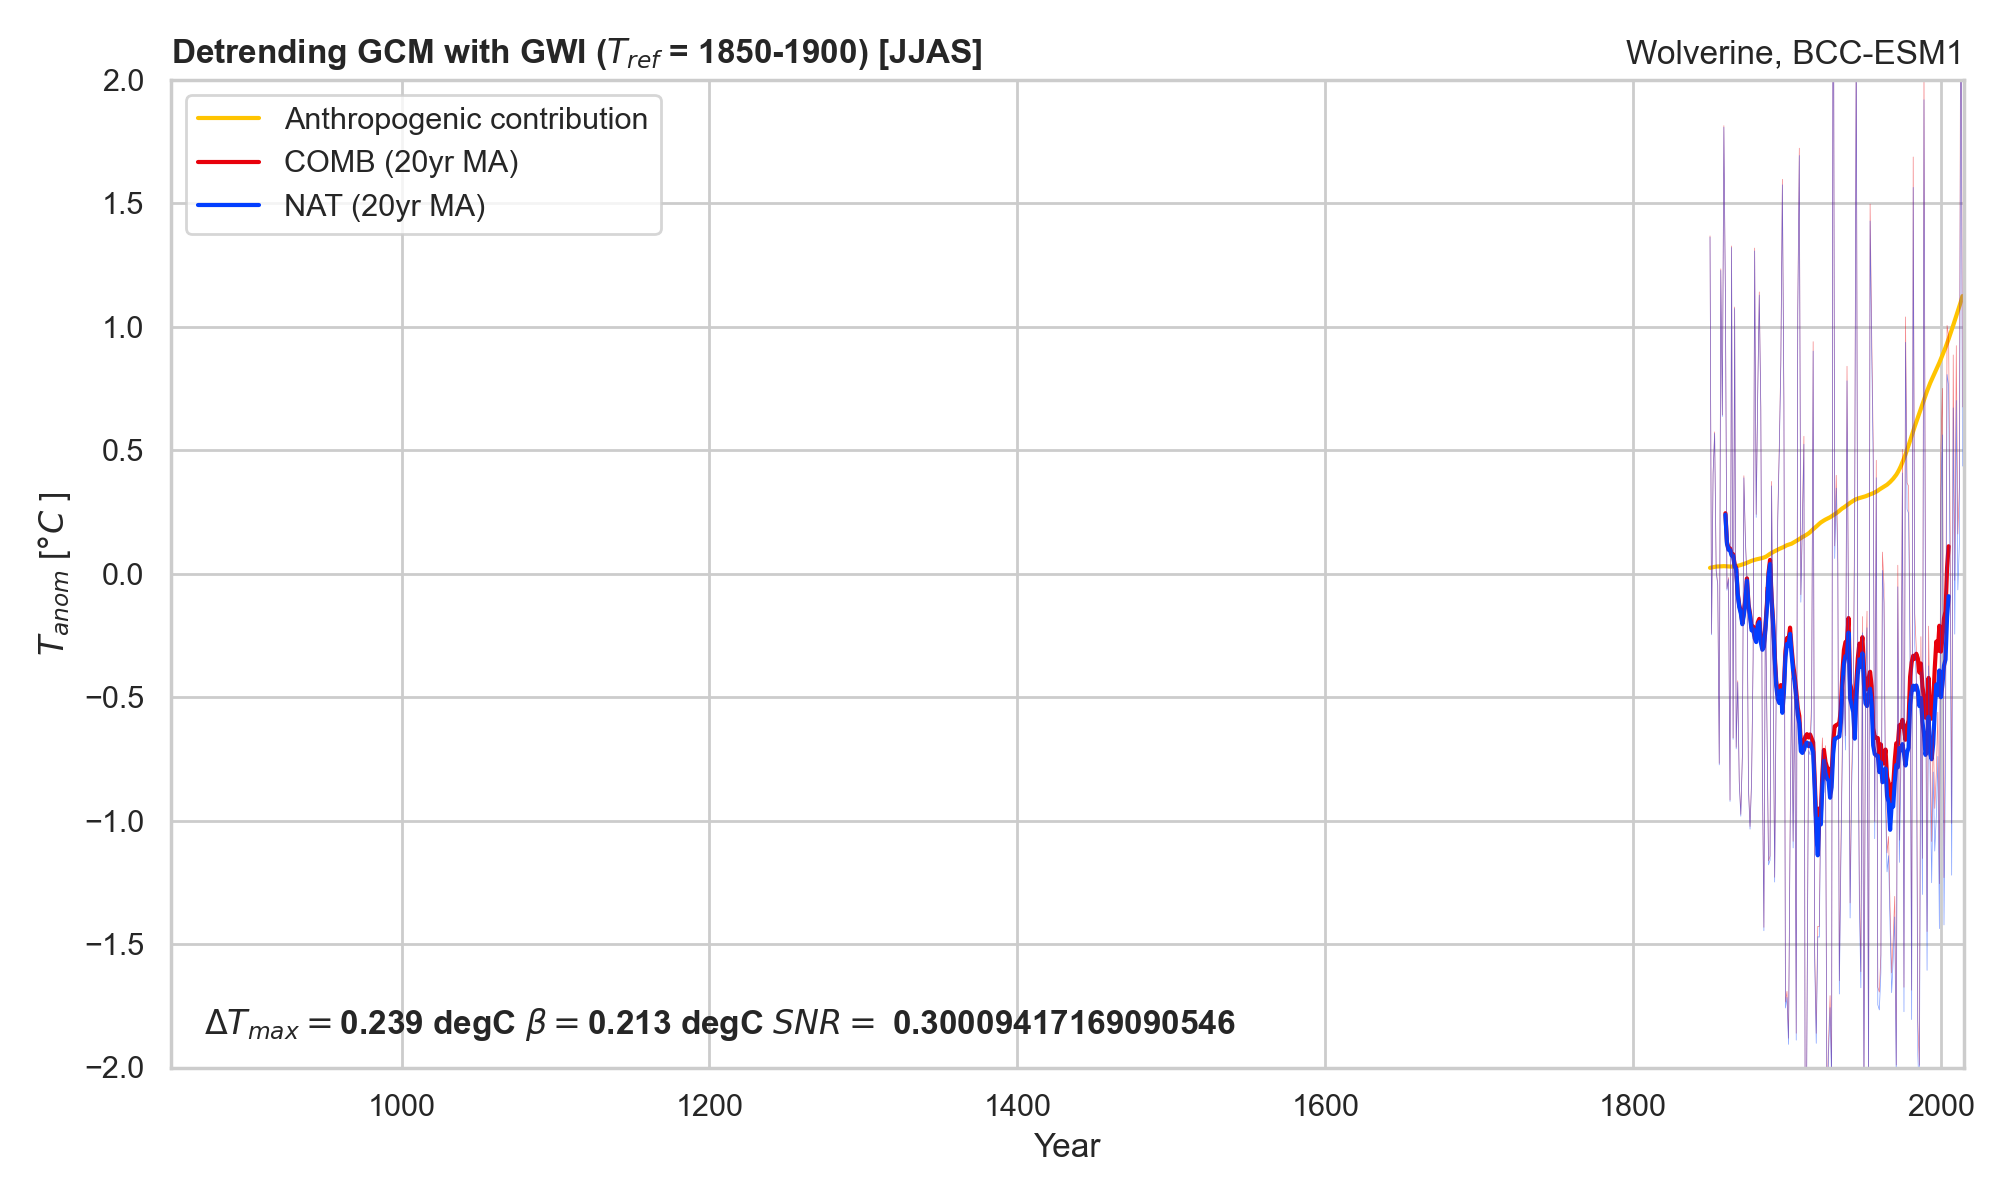 Detrending GCM with GWI (T_ref = 1850-1900) [JJAS]
Wolverine, BCC-ESM1
Anthropogenic contribution
COMB (20yr MA)
NAT (20yr MA)
2.0
1.5
1.0
0.5
0.0
−0.5
−1.0
−1.5
−2.0
T_anom [°C ]
ΔT_max = 0.239 degC β = 0.213 degC SNR = 0.30009417169090546
1000 1200 1400 1600 1800 2000
Year